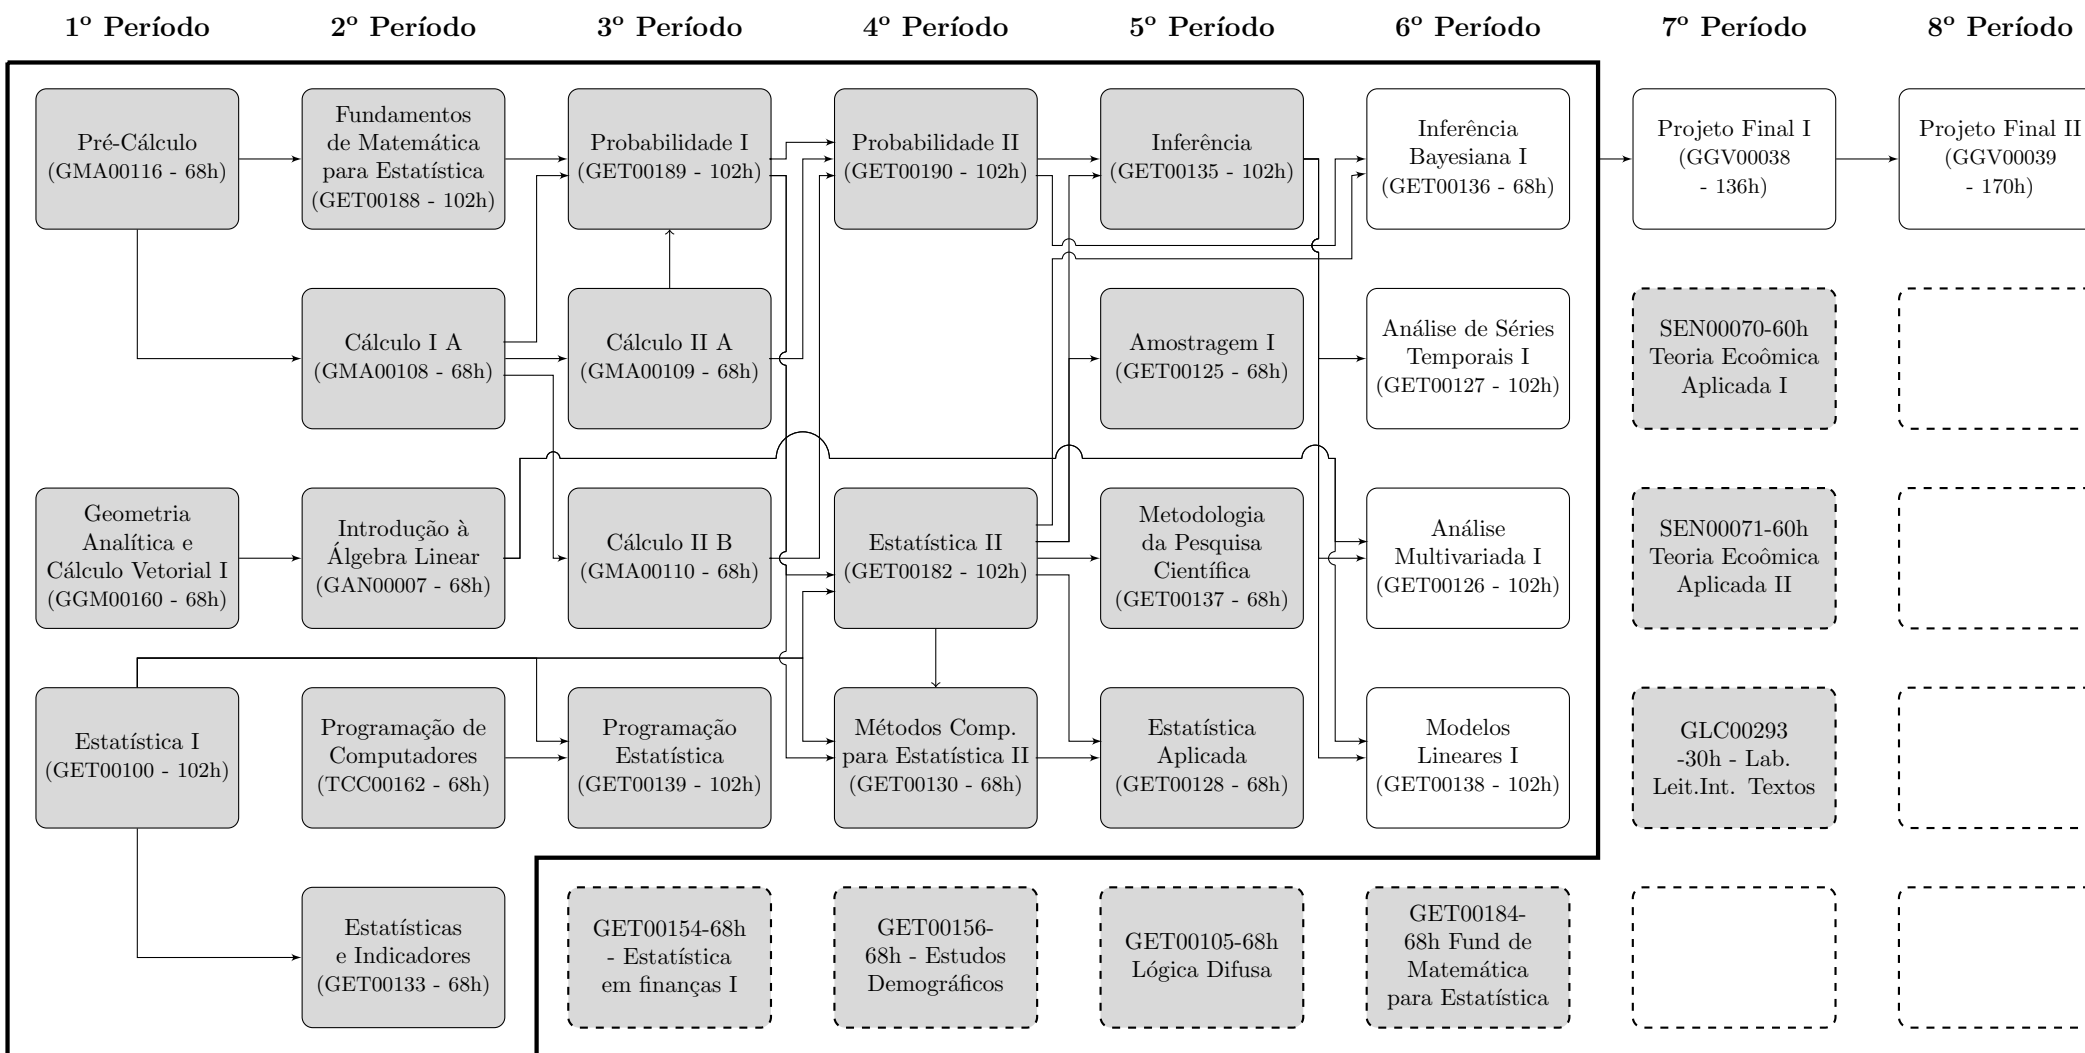 1º Período
2º Período
3º Período
4º Período
5º Período
6º Período
7º Período
8º Período
Pré-Cálculo
(GMA00116 - 68h)
Fundamentos
de Matemática
para Estatística
(GET00188 - 102h)
Probabilidade I
(GET00189 - 102h)
Probabilidade II
(GET00190 - 102h)
Inferência
(GET00135 - 102h)
Inferência
Bayesiana I
(GET00136 - 68h)
Projeto Final I
(GGV00038
- 136h)
Projeto Final II
(GGV00039
- 170h)
Cálculo I A
(GMA00108 - 68h)
Cálculo II A
(GMA00109 - 68h)
Amostragem I
(GET00125 - 68h)
Análise de Séries
Temporais I
(GET00127 - 102h)
SEN00070-60h
Teoria Ecoômica
Aplicada I
Geometria
Analítica e
Cálculo Vetorial I
(GGM00160 - 68h)
Introdução à
Álgebra Linear
(GAN00007 - 68h)
Cálculo II B
(GMA00110 - 68h)
Estatística II
(GET00182 - 102h)
Metodologia
da Pesquisa
Científica
(GET00137 - 68h)
Análise
Multivariada I
(GET00126 - 102h)
SEN00071-60h
Teoria Ecoômica
Aplicada II
Estatística I
(GET00100 - 102h)
Programação de
Computadores
(TCC00162 - 68h)
Programação
Estatística
(GET00139 - 102h)
Métodos Comp.
para Estatística II
(GET00130 - 68h)
Estatística
Aplicada
(GET00128 - 68h)
Modelos
Lineares I
(GET00138 - 102h)
GLC00293
-30h - Lab.
Leit.Int. Textos
Estatísticas
e Indicadores
(GET00133 - 68h)
GET00154-68h
- Estatística
em finanças I
GET00156-
68h - Estudos
Demográficos
GET00105-68h
Lógica Difusa
GET00184-
68h Fund de
Matemática
para Estatística